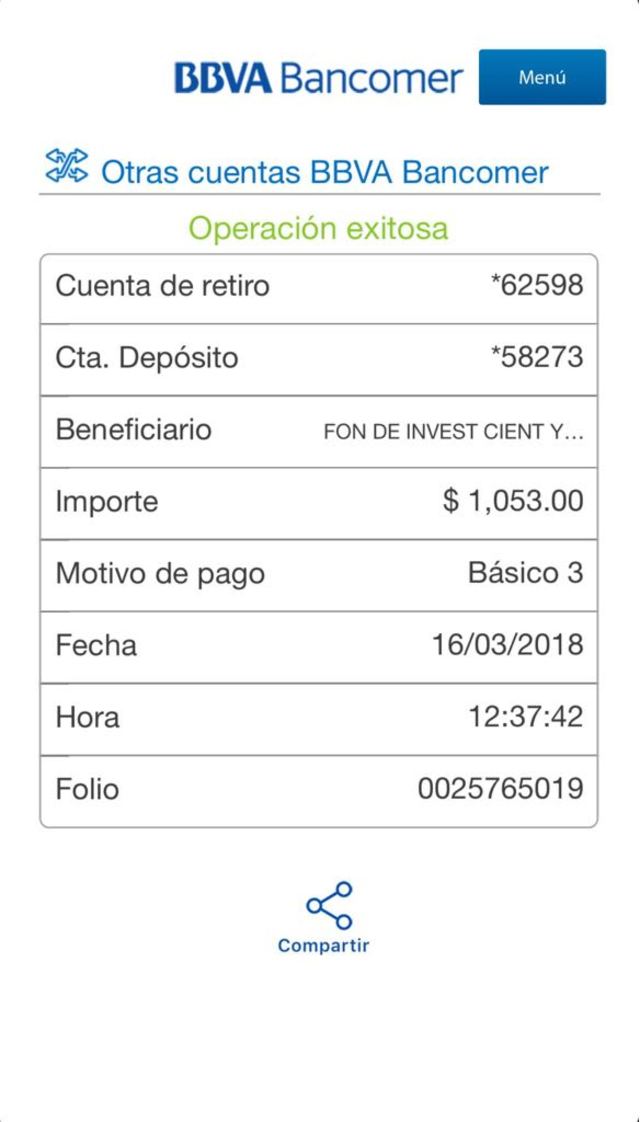 BBVA Bancomer
Menú
Otras cuentas BBVA Bancomer
Operación exitosa
Cuenta de retiro *62598
Cta. Depósito *58273
Beneficiario FON DE INVEST CIENT Y...
Importe $ 1,053.00
Motivo de pago Básico 3
Fecha 16/03/2018
Hora 12:37:42
Folio 0025765019
Compartir